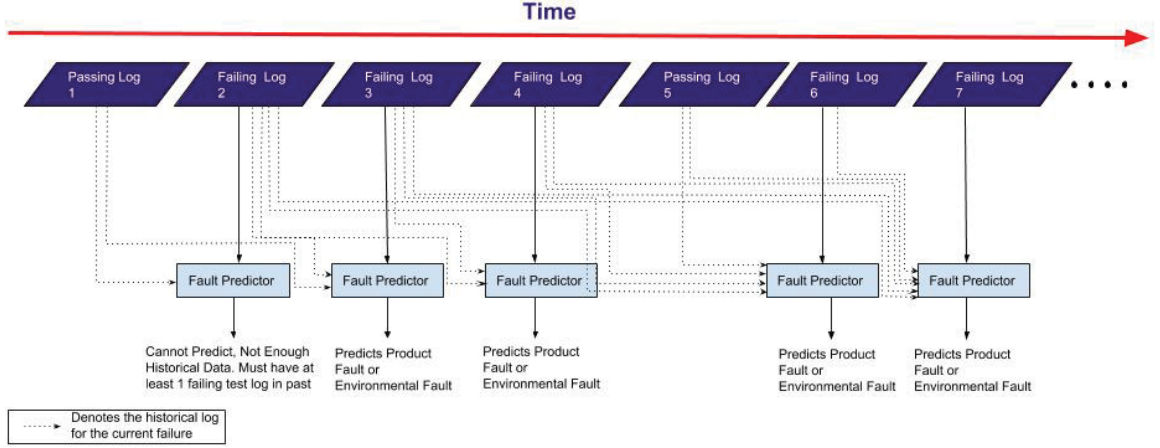 Time
Passing Log
1
Failing Log
2
Failing Log
3
Failing Log
4
Passing Log
5
Failing Log
6
Failing Log
7
Fault Predictor
Fault Predictor
Fault Predictor
Fault Predictor
Fault Predictor
Cannot Predict, Not Enough
Historical Data. Must have at
least 1 failing test log in past
Predicts Product
Fault or
Environmental Fault
Predicts Product
Fault or
Environmental Fault
Predicts Product
Fault or
Environmental Fault
Predicts Product
Fault or
Environmental Fault
Denotes the historical log
for the current failure